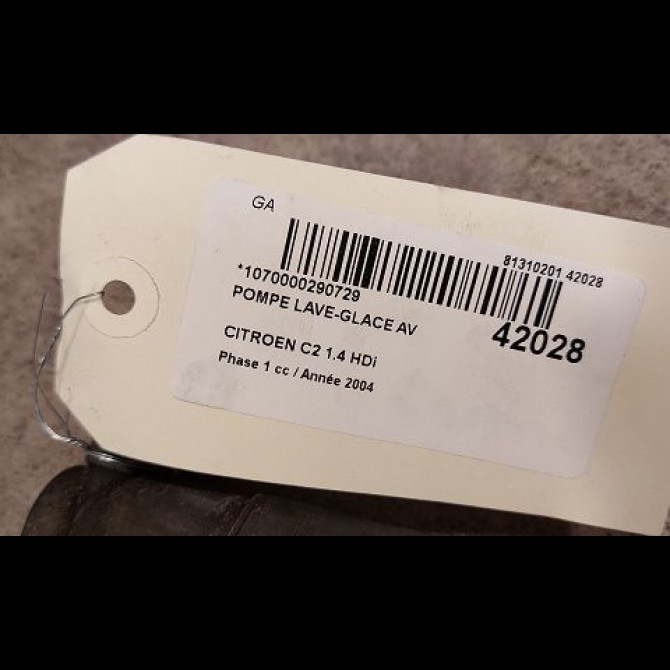 GA
81310201 42028
*1070000290729
POMPE LAVE-GLACE AV
42028
CITROEN C2 1.4 HDi
Phase 1 cc / Année 2004